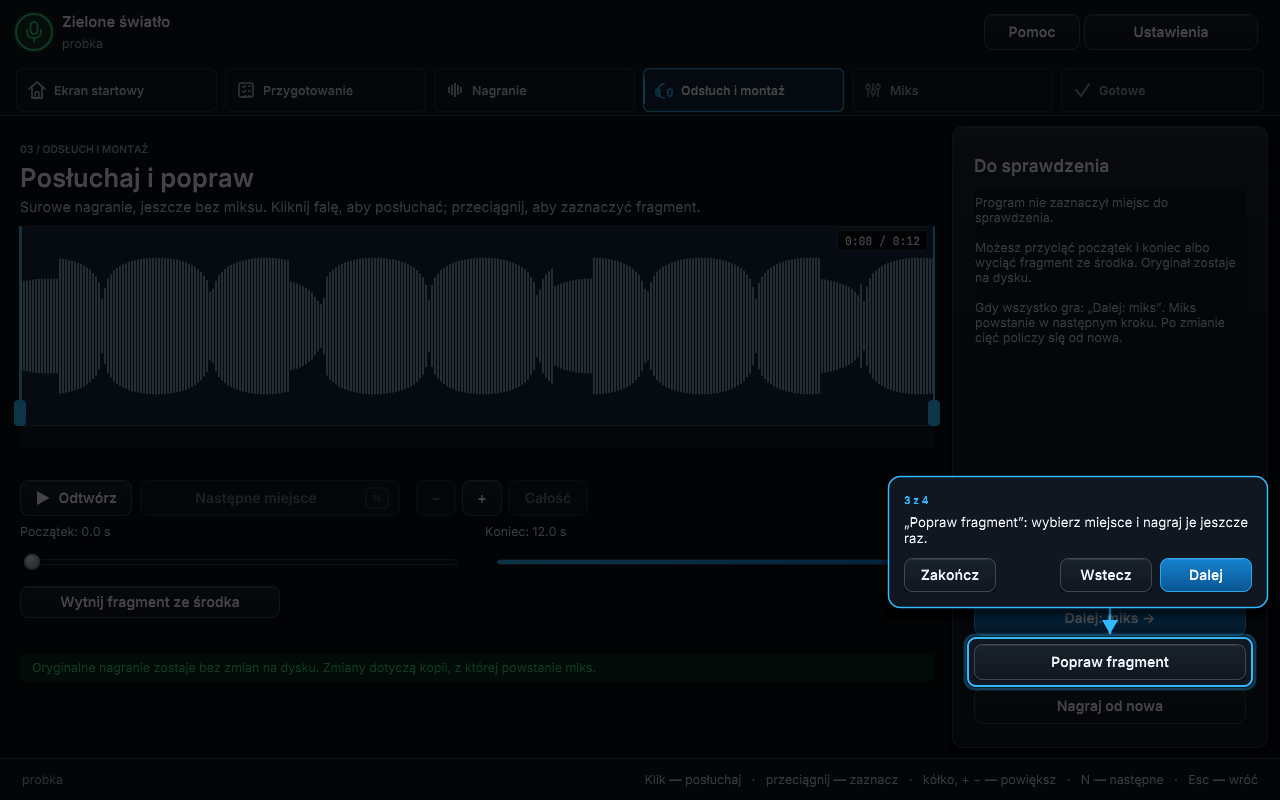 Zielone światło
probka
Pomoc
Ustawienia
Ekran startowy
Przygotowanie
Nagranie
Odsłuch i montaż
Miks
Gotowe
03 / ODSŁUCH I MONTAŻ
Posłuchaj i popraw
Surowe nagranie, jeszcze bez miksu. Kliknij falę, aby posłuchać; przeciągnij, aby zaznaczyć fragment.
0:00 / 0:12
Odtwórz
Następne miejsce
N
−
+
Całość
Początek: 0.0 s
Koniec: 12.0 s
Wytnij fragment ze środka
Oryginalne nagranie zostaje bez zmian na dysku. Zmiany dotyczą kopii, z której powstanie miks.
Do sprawdzenia
Program nie zaznaczył miejsc do
sprawdzenia.
Możesz przyciąć początek i koniec albo
wyciąć fragment ze środka. Oryginał zostaje
na dysku.
Gdy wszystko gra: „Dalej: miks”. Miks
powstanie w następnym kroku. Po zmianie
cięć policzy się od nowa.
3 z 4
„Popraw fragment”: wybierz miejsce i nagraj je jeszcze
raz.
Zakończ
Wstecz
Dalej
Dalej: miks →
Popraw fragment
Nagraj od nowa
probka
Klik — posłuchaj · przeciągnij — zaznacz · kółko, + − — powiększ · N — następne · Esc — wróć